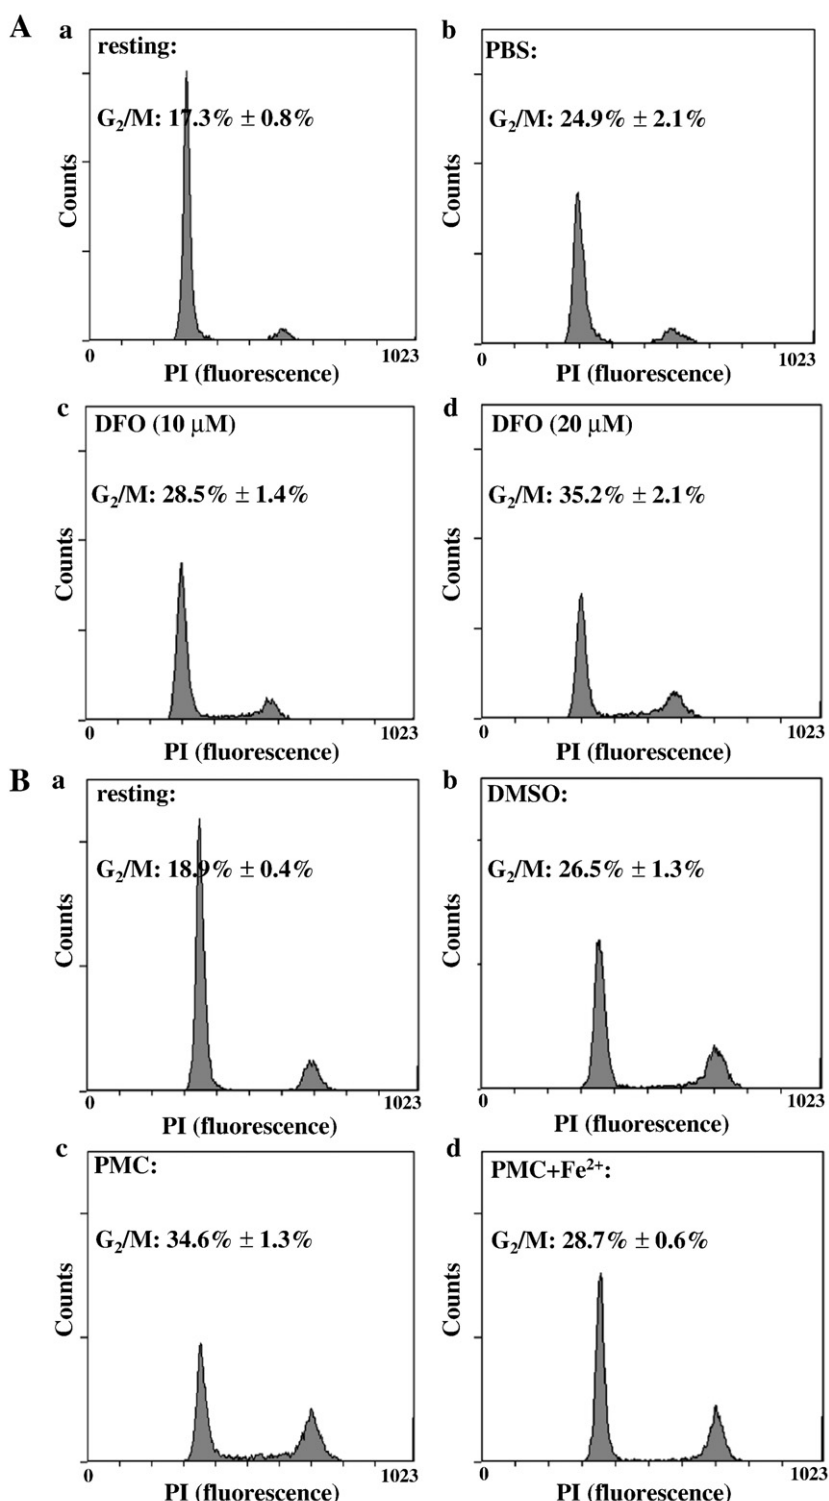 A
a
resting:
G₂/M: 17.3% ± 0.8%
Counts
0
1023
PI (fluorescence)
b
PBS:
G₂/M: 24.9% ± 2.1%
Counts
0
1023
PI (fluorescence)
c
DFO (10 μM)
G₂/M: 28.5% ± 1.4%
Counts
0
1023
PI (fluorescence)
d
DFO (20 μM)
G₂/M: 35.2% ± 2.1%
Counts
0
1023
PI (fluorescence)
B
a
resting:
G₂/M: 18.9% ± 0.4%
Counts
0
1023
PI (fluorescence)
b
DMSO:
G₂/M: 26.5% ± 1.3%
Counts
0
1023
PI (fluorescence)
c
PMC:
G₂/M: 34.6% ± 1.3%
Counts
0
1023
PI (fluorescence)
d
PMC+Fe²⁺:
G₂/M: 28.7% ± 0.6%
Counts
0
1023
PI (fluorescence)